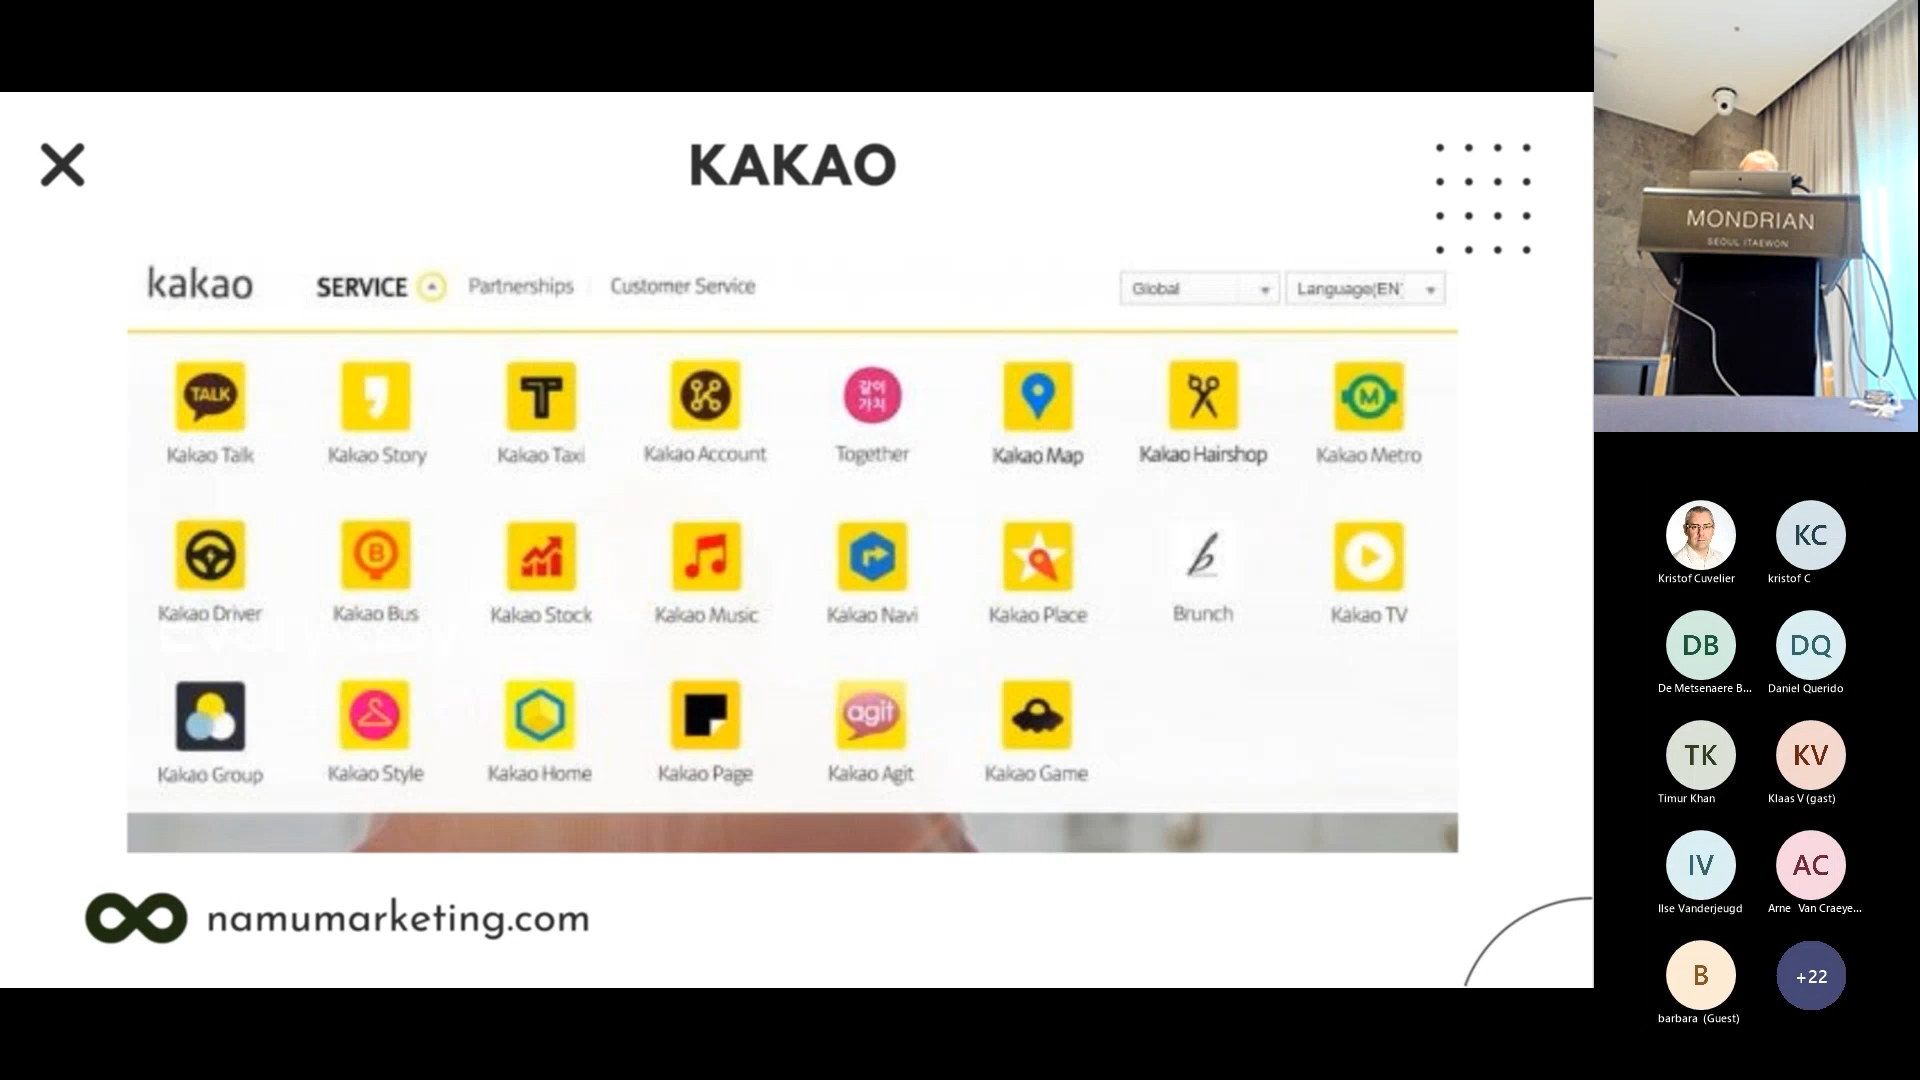 KAKAO
kakao SERVICE Partnerships Customer Service Global Language(EN)
TALK
같이
가치
M
Kakao Talk Kakao Story Kakao Taxi Kakao Account Together Kakao Map Kakao Hairshop Kakao Metro
B
b
Kakao Driver Kakao Bus Kakao Stock Kakao Music Kakao Navi Kakao Place Brunch Kakao TV
agit
Kakao Group Kakao Style Kakao Home Kakao Page Kakao Agit Kakao Game
namumarketing.com
MONDRIAN
SEOUL ITAEWON
KC
Kristof Cuvelier kristof C
DB DQ
De Metsenaere B... Daniel Querido
TK KV
Timur Khan Klaas V (gast)
IV AC
Ilse Vanderjeugd Arne Van Craeye...
B +22
barbara (Guest)